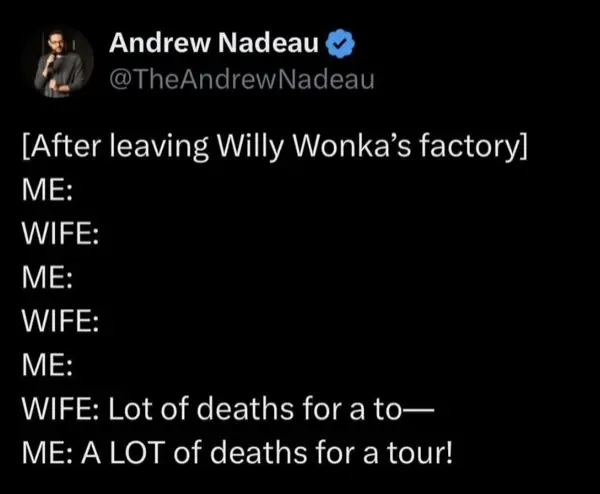 Andrew Nadeau
@TheAndrewNadeau
[After leaving Willy Wonka’s factory]
ME:
WIFE:
ME:
WIFE:
ME:
WIFE: Lot of deaths for a to—
ME: A LOT of deaths for a tour!